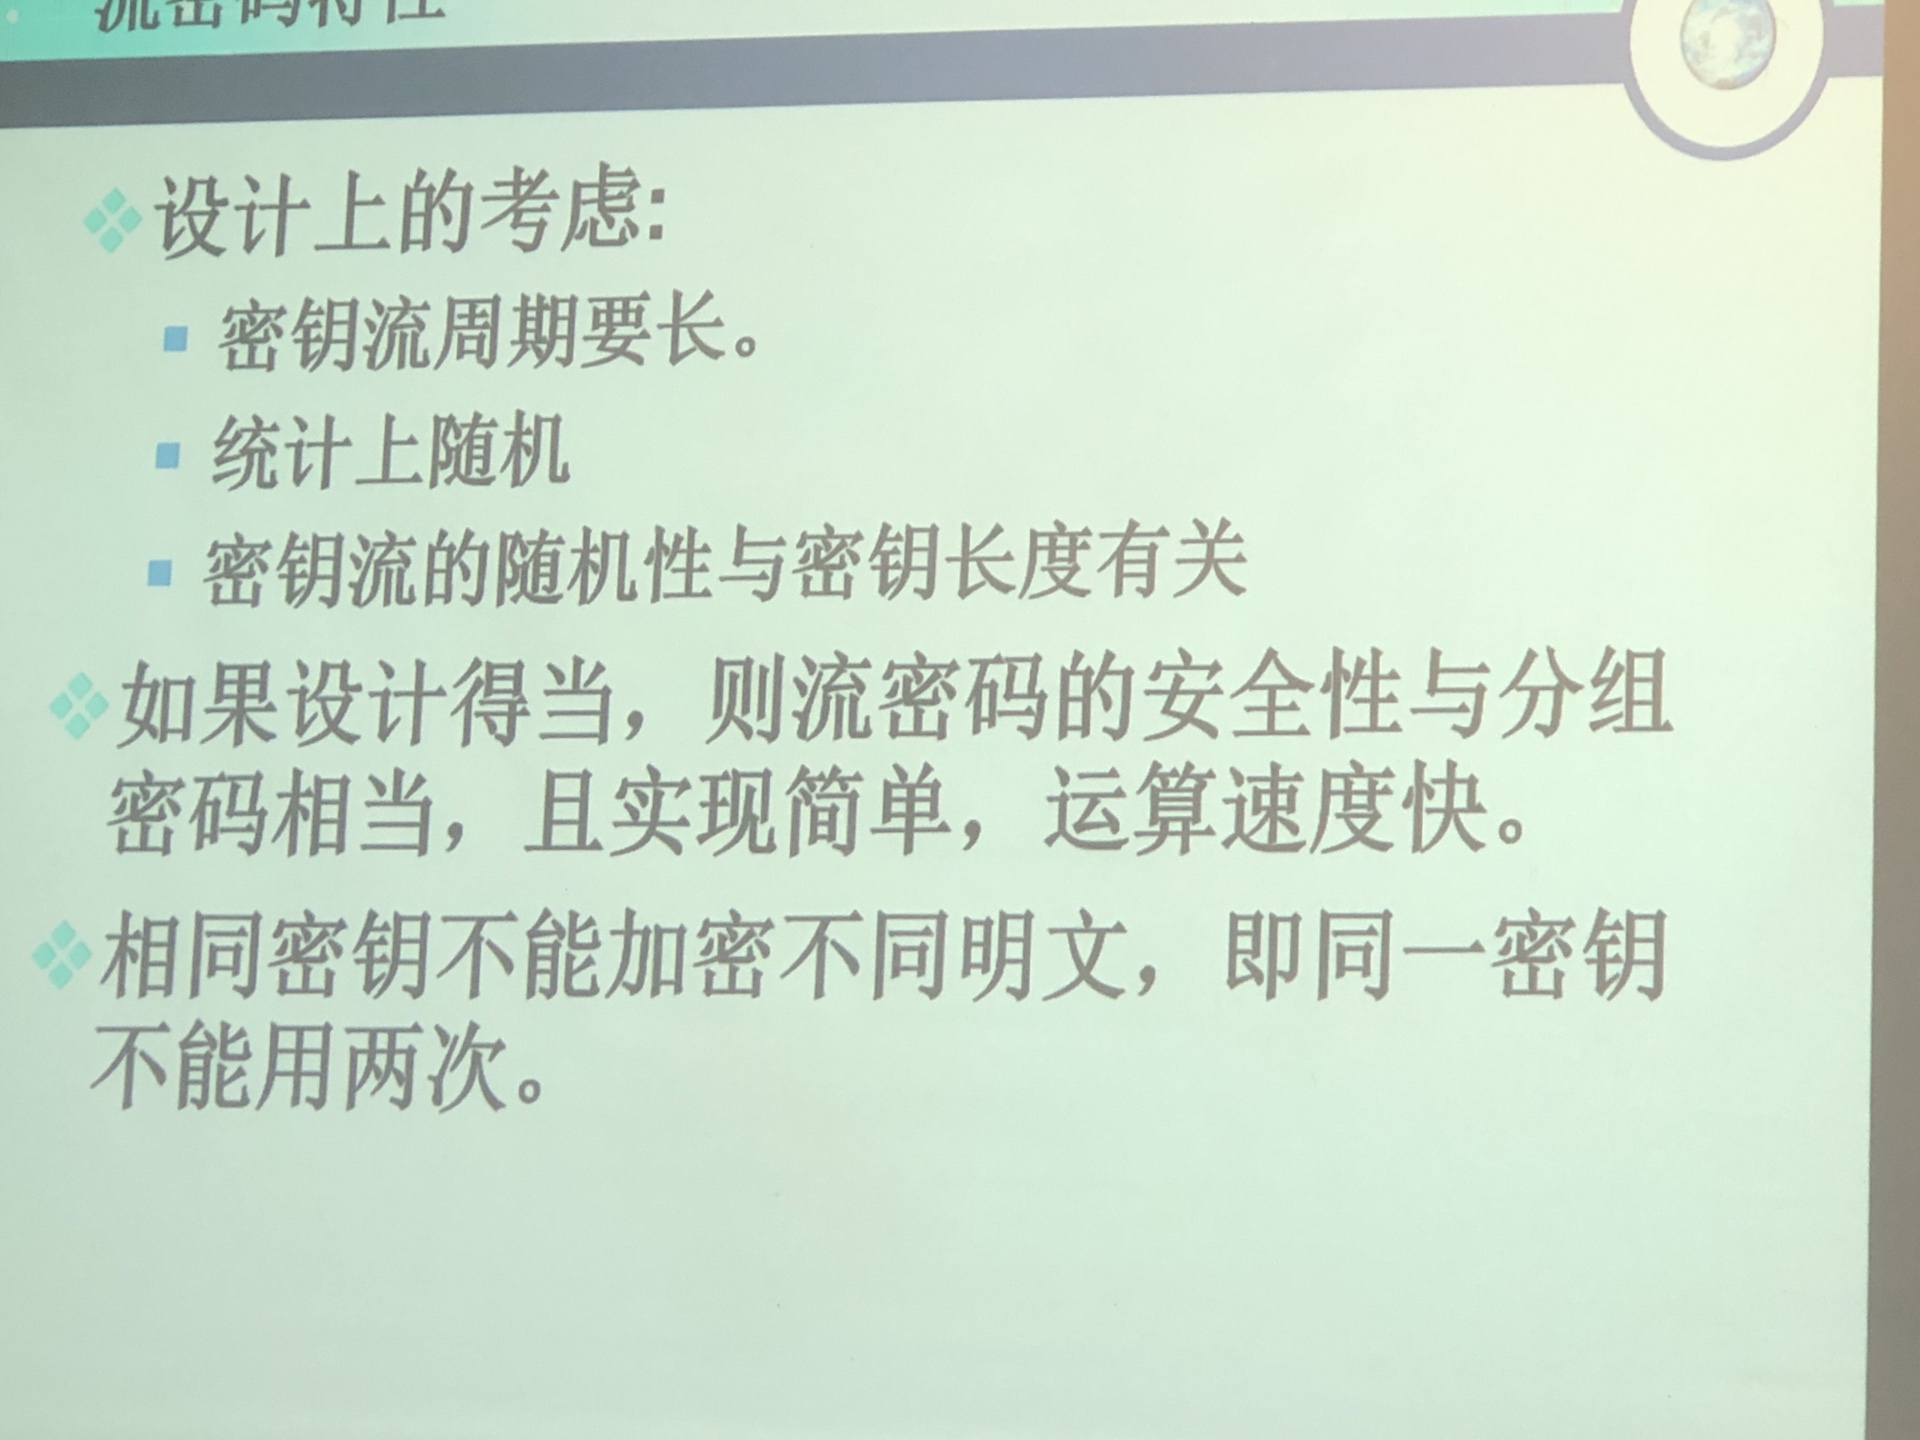 流密码特性
设计上的考虑:
密钥流周期要长。
统计上随机
密钥流的随机性与密钥长度有关
如果设计得当，则流密码的安全性与分组
密码相当，且实现简单，运算速度快。
相同密钥不能加密不同明文，即同一密钥
不能用两次。